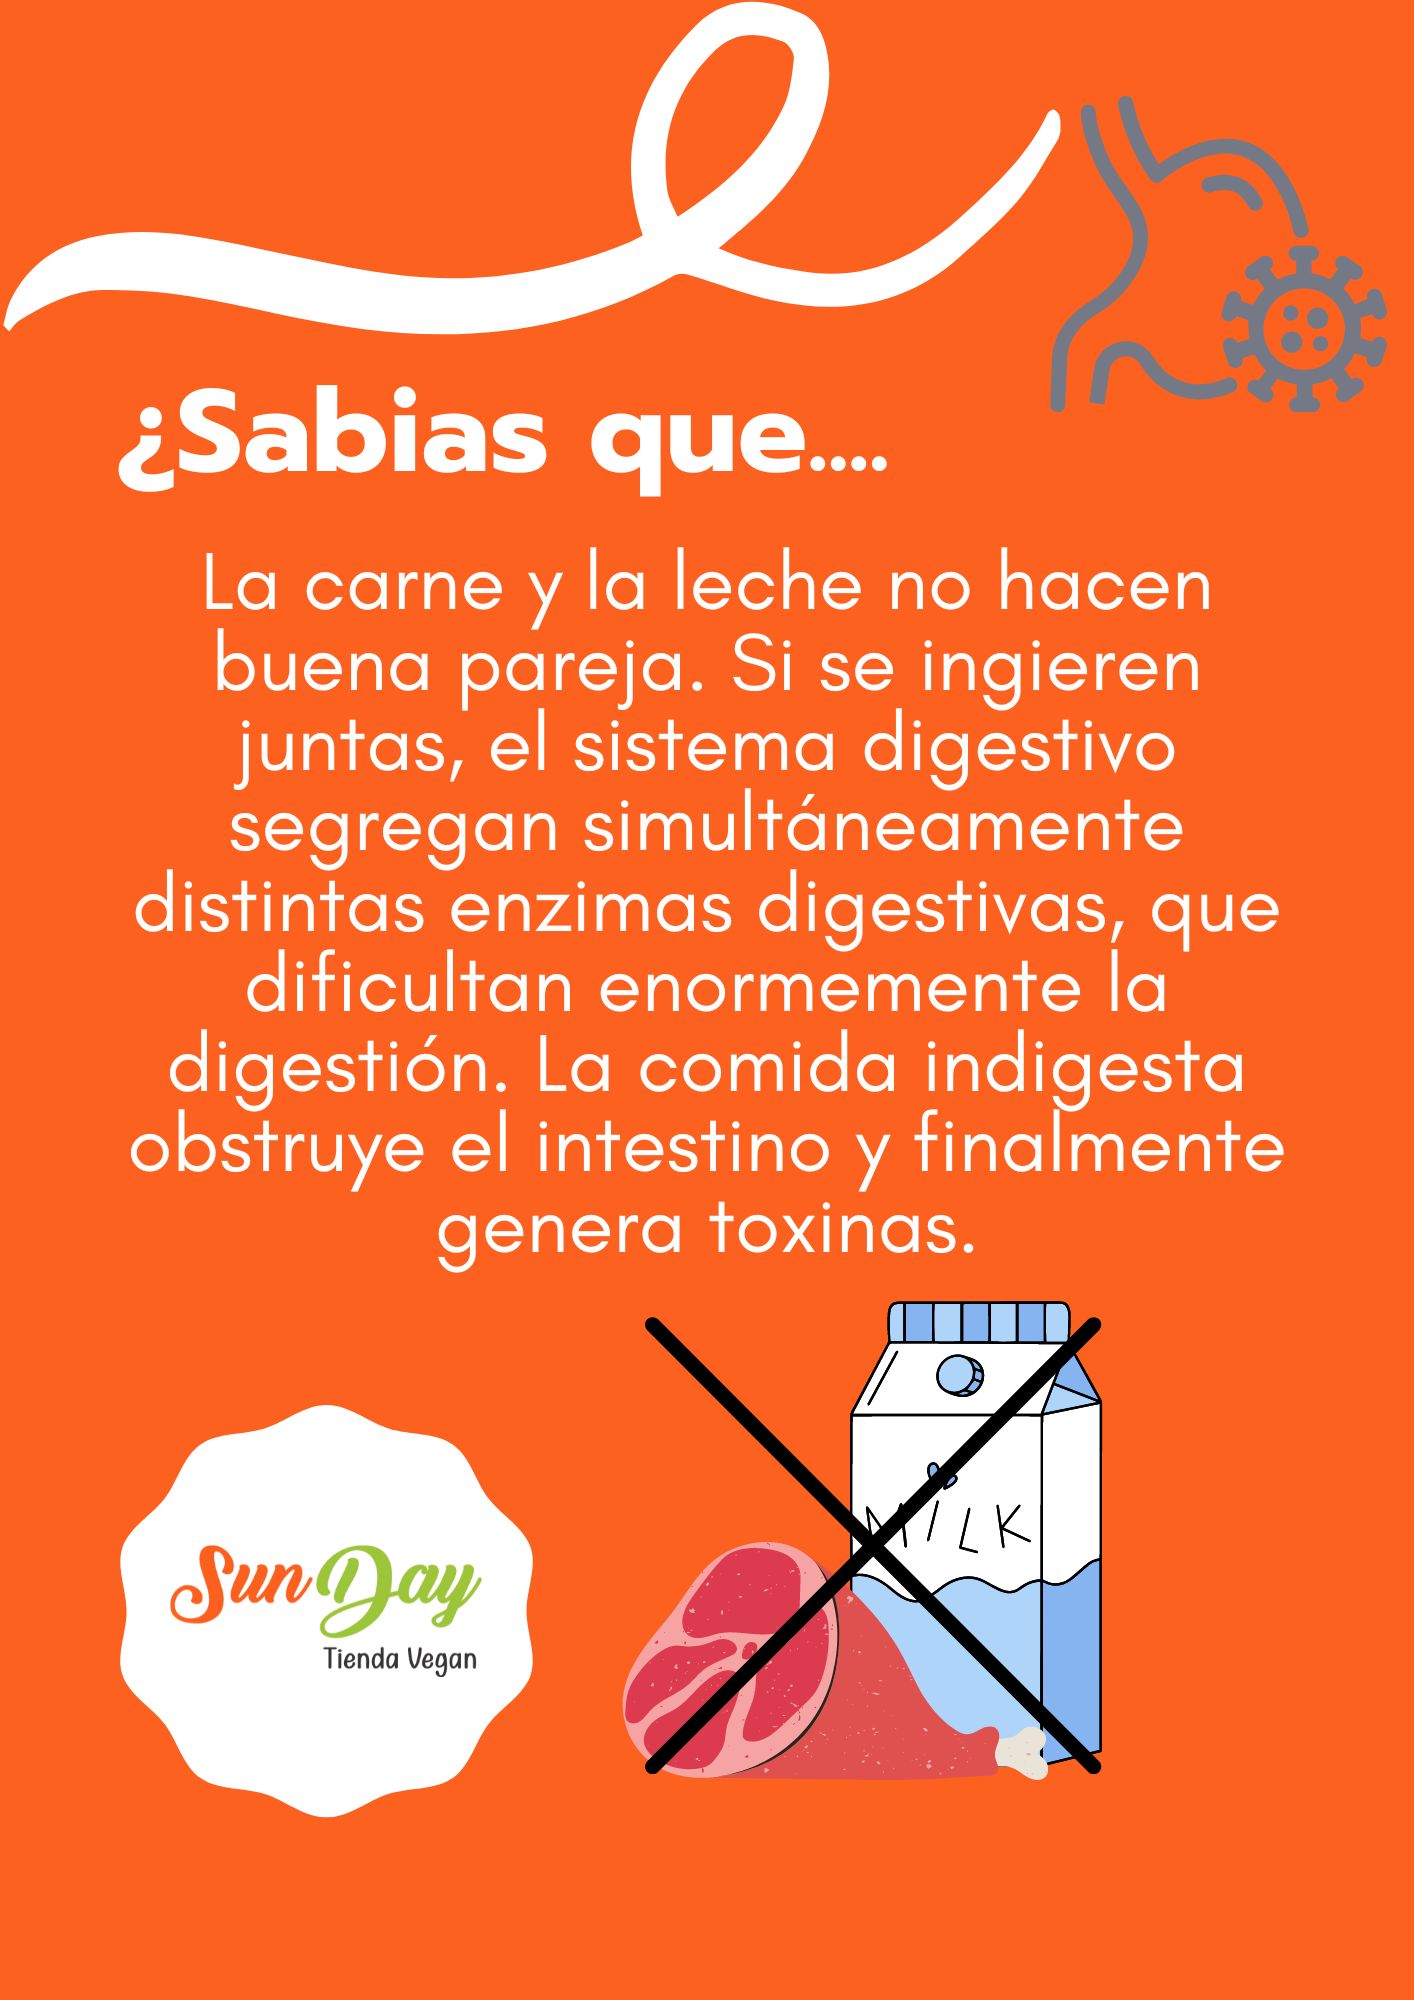 ¿Sabias que....
La carne y la leche no hacen
buena pareja. Si se ingieren
juntas, el sistema digestivo
segregan simultáneamente
distintas enzimas digestivas, que
dificultan enormemente la
digestión. La comida indigesta
obstruye el intestino y finalmente
genera toxinas.
MILK
SunDay
Tienda Vegan